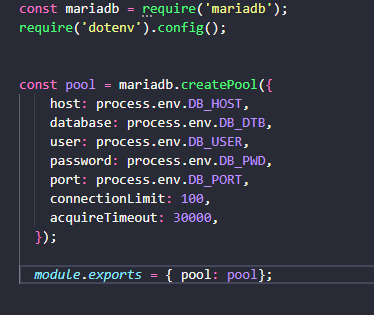 const mariadb = require('mariadb');
require('dotenv').config();
const pool = mariadb.createPool({
host: process.env.DB_HOST,
database: process.env.DB_DTB,
user: process.env.DB_USER,
password: process.env.DB_PWD,
port: process.env.DB_PORT,
connectionLimit: 100,
acquireTimeout: 30000,
});
module.exports = { pool: pool};